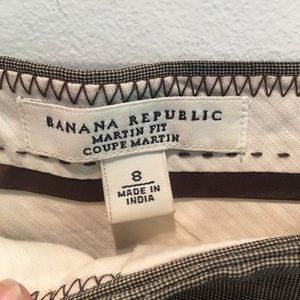 BANANA REPUBLIC
MARTIN FIT
COUPE MARTIN
8
MADE IN
INDIA